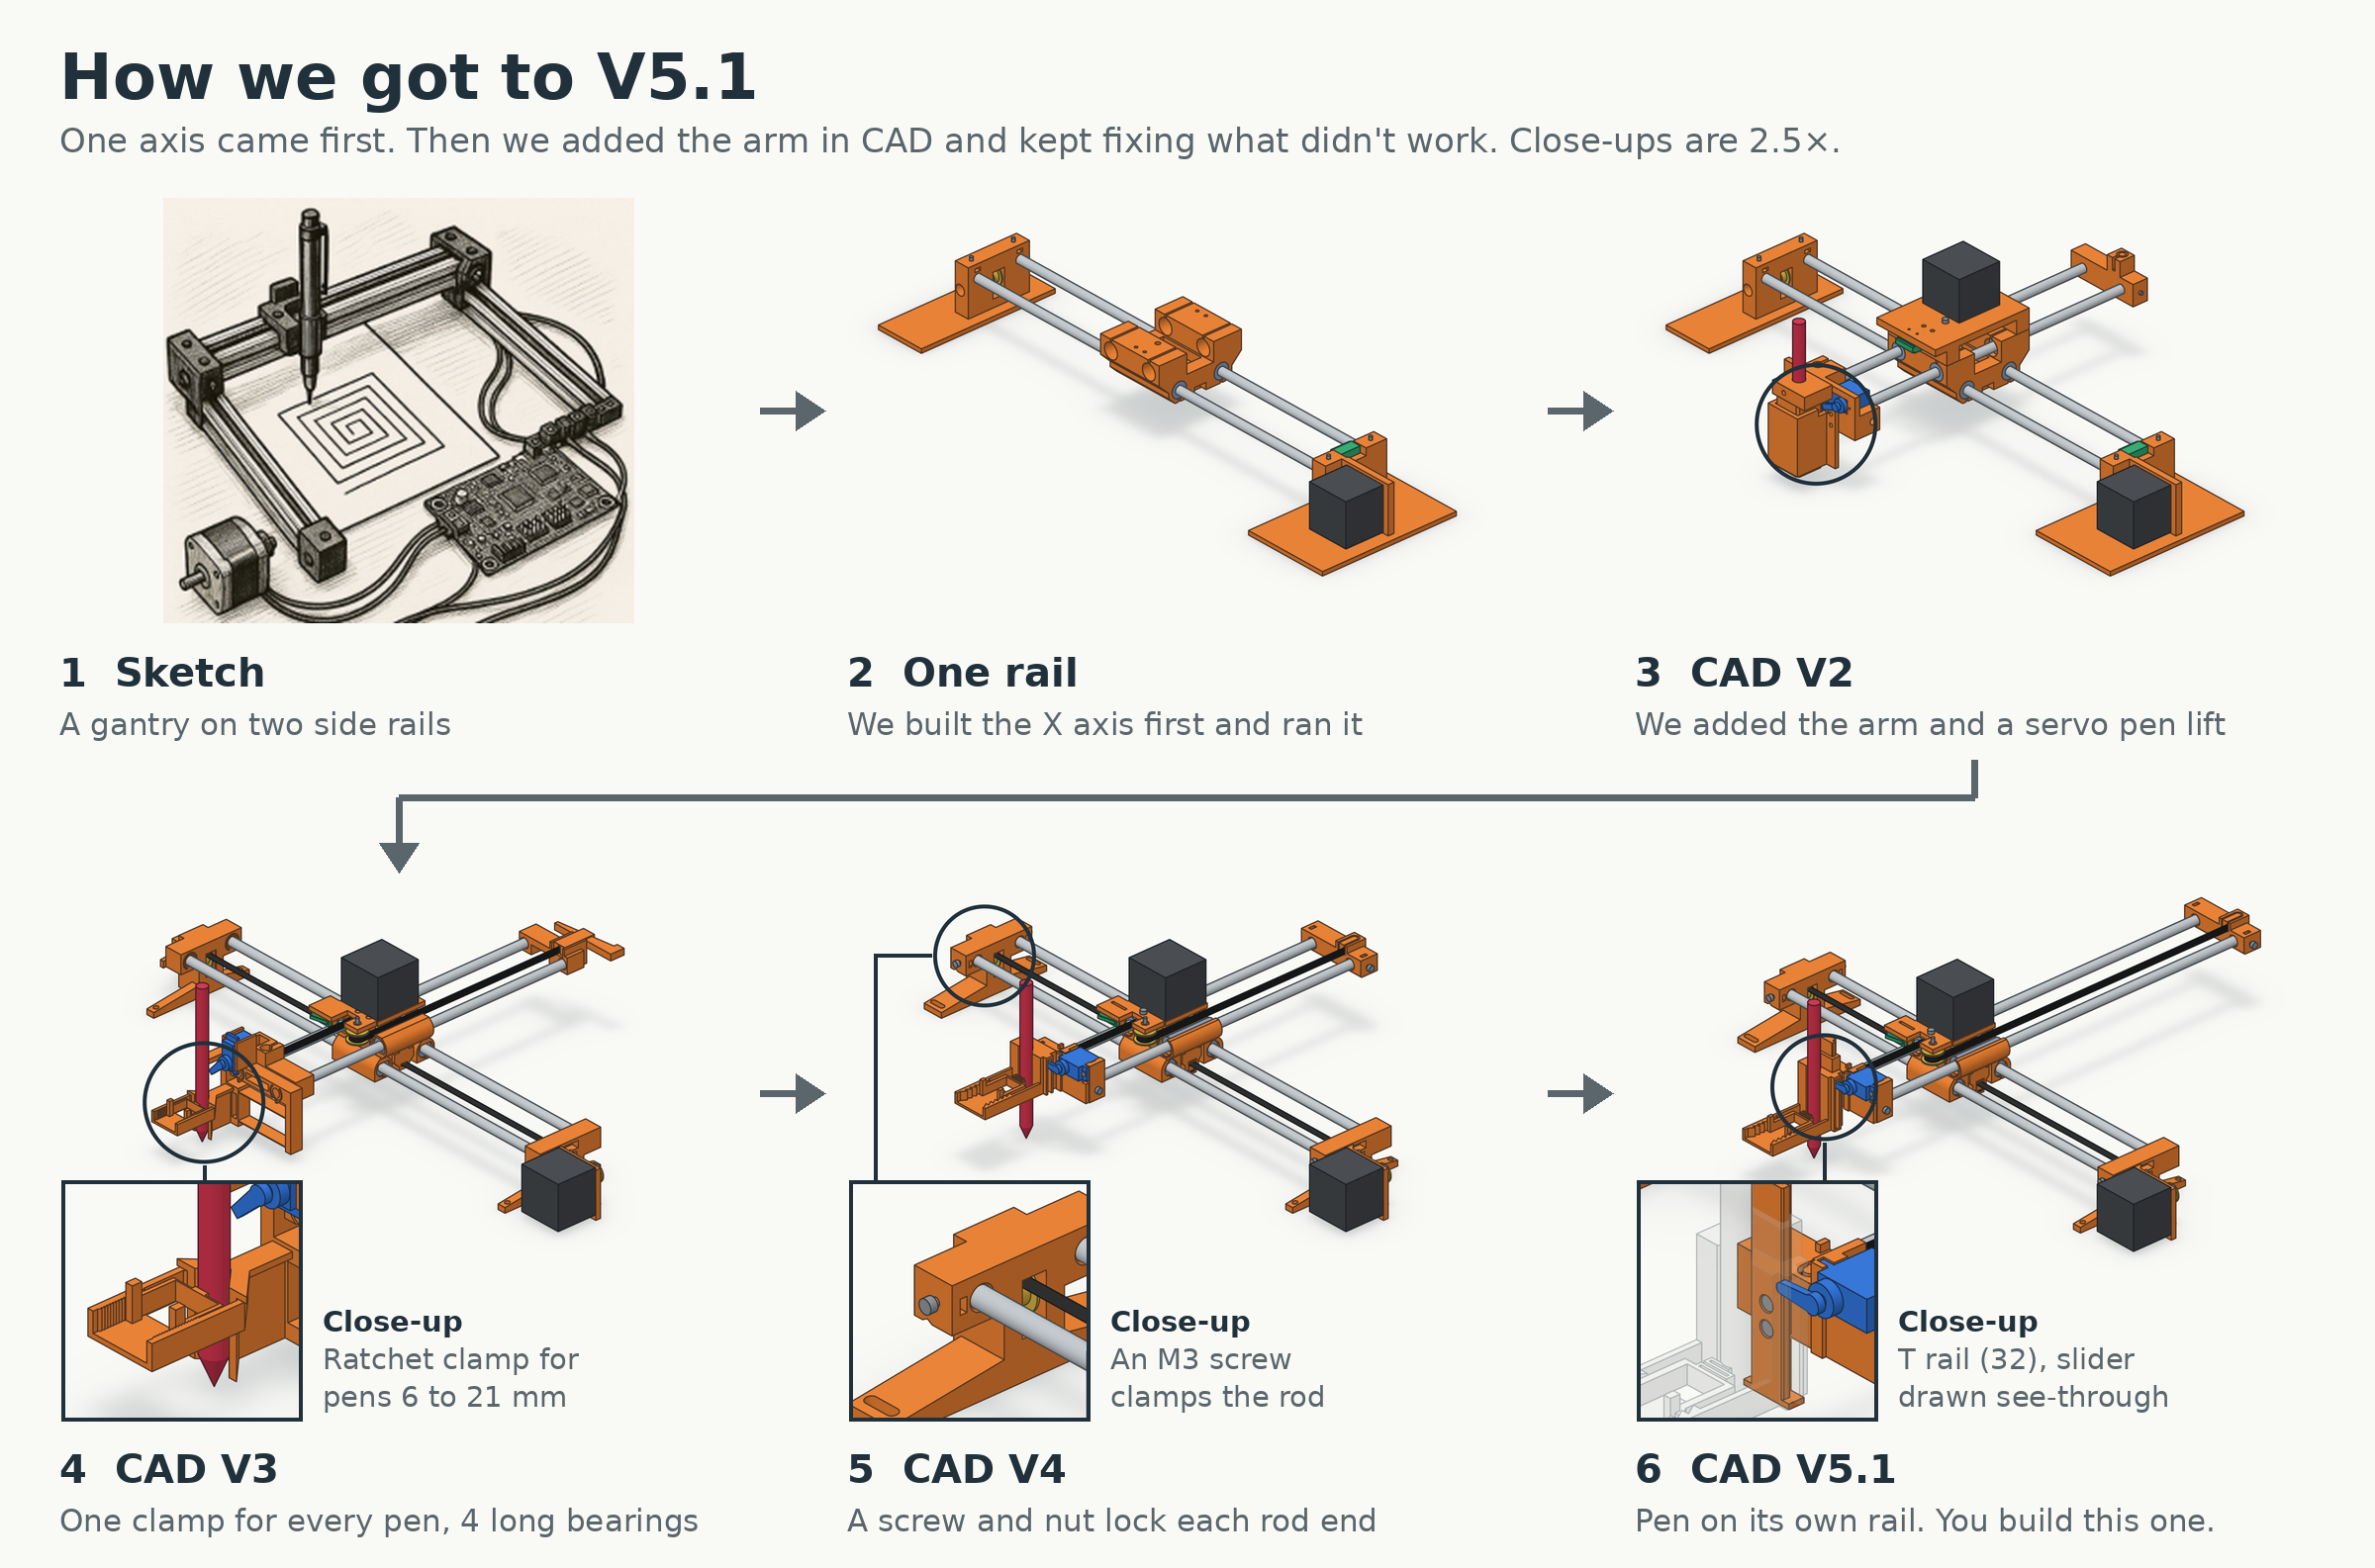 How we got to V5.1
One axis came first. Then we added the arm in CAD and kept fixing what didn't work. Close-ups are 2.5×.
1 Sketch
A gantry on two side rails
2 One rail
We built the X axis first and ran it
3 CAD V2
We added the arm and a servo pen lift
Close-up
Ratchet clamp for
pens 6 to 21 mm
4 CAD V3
One clamp for every pen, 4 long bearings
Close-up
An M3 screw
clamps the rod
5 CAD V4
A screw and nut lock each rod end
Close-up
T rail (32), slider
drawn see-through
6 CAD V5.1
Pen on its own rail. You build this one.